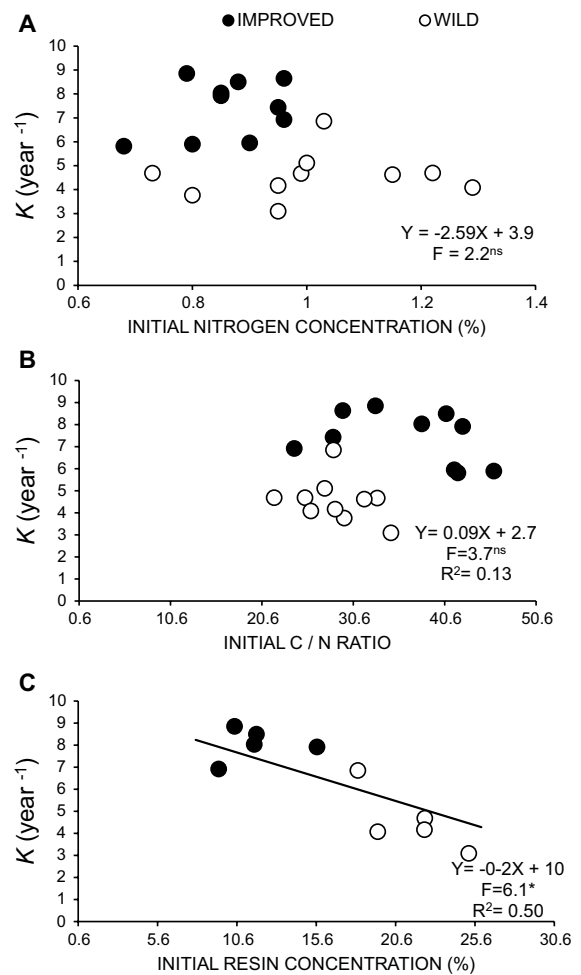 A
IMPROVED WILD
10
9
8
7
6
5
4
3
2
1
0
K (year -1)
0.6 0.8 1 1.2 1.4
Y = -2.59X + 3.9
F = 2.2ns
INITIAL NITROGEN CONCENTRATION (%)
B
10
9
8
7
6
5
4
3
2
1
0
K (year -1)
0.6 10.6 20.6 30.6 40.6 50.6
Y= 0.09X + 2.7
F=3.7ns
R2= 0.13
INITIAL C / N RATIO
C
10
9
8
7
6
5
4
3
2
1
0
K (year -1)
0.6 5.6 10.6 15.6 20.6 25.6 30.6
Y= -0-2X + 10
F=6.1*
R2= 0.50
INITIAL RESIN CONCENTRATION (%)